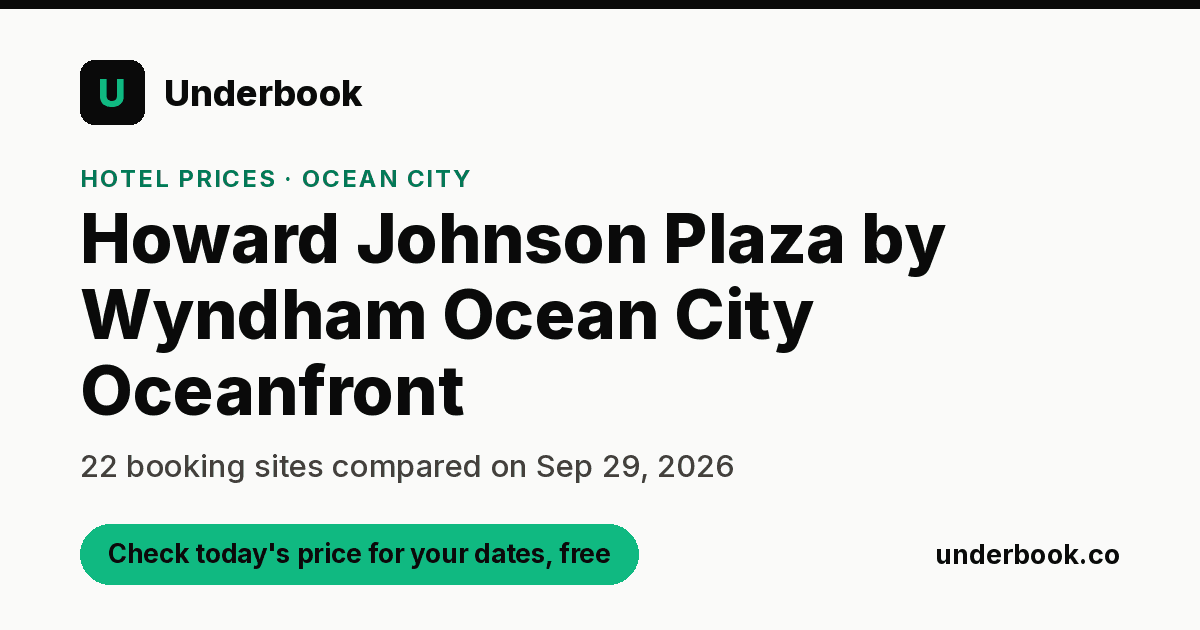 U Underbook
HOTEL PRICES · OCEAN CITY
Howard Johnson Plaza by
Wyndham Ocean City
Oceanfront
22 booking sites compared on Sep 29, 2026
Check today's price for your dates, free
underbook.co